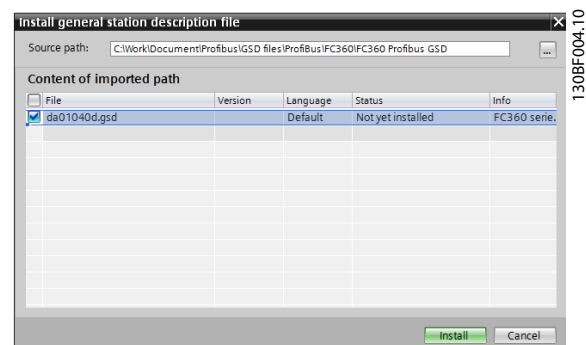 Install general station description file
Source path: C:\Work\Document\Profibus\GSD files\ProfiBus\FC360\FC360 Profibus GSD ...
Content of imported path
File Version Language Status Info
da01040d.gsd Default Not yet installed FC360 serie.
Install Cancel
130BF004.10